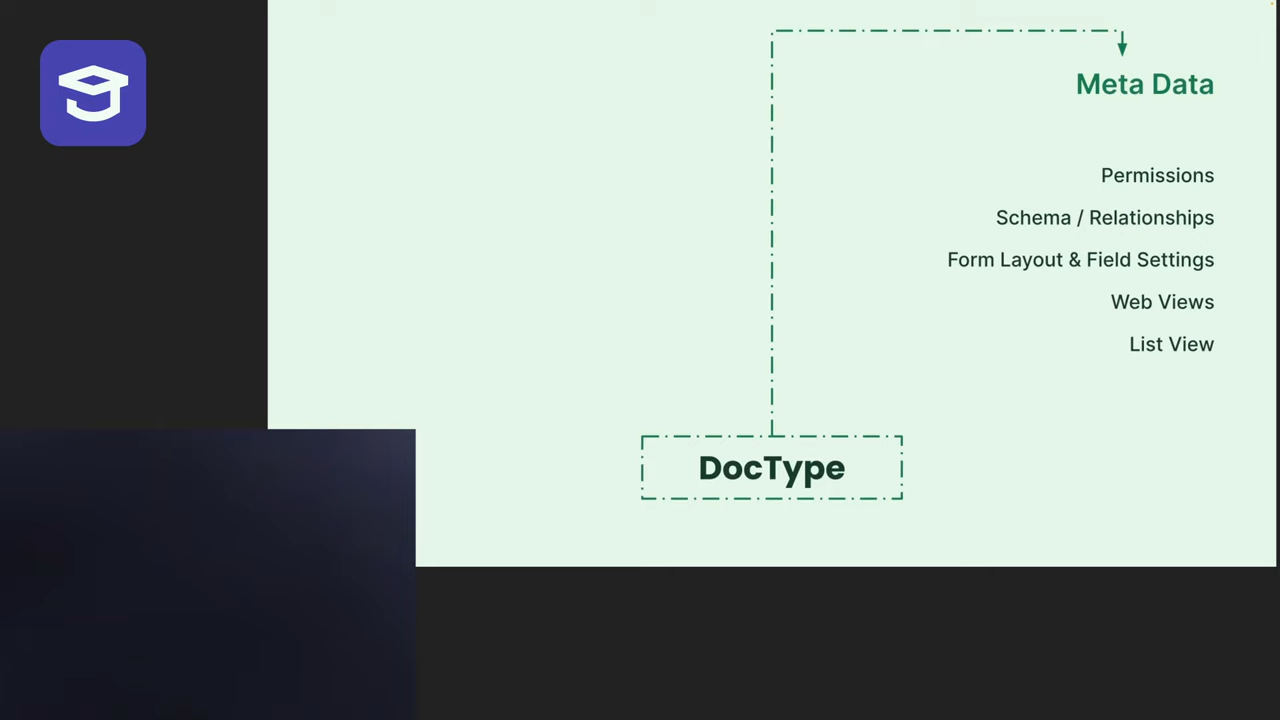 Meta Data
Permissions
Schema / Relationships
Form Layout & Field Settings
Web Views
List View
DocType